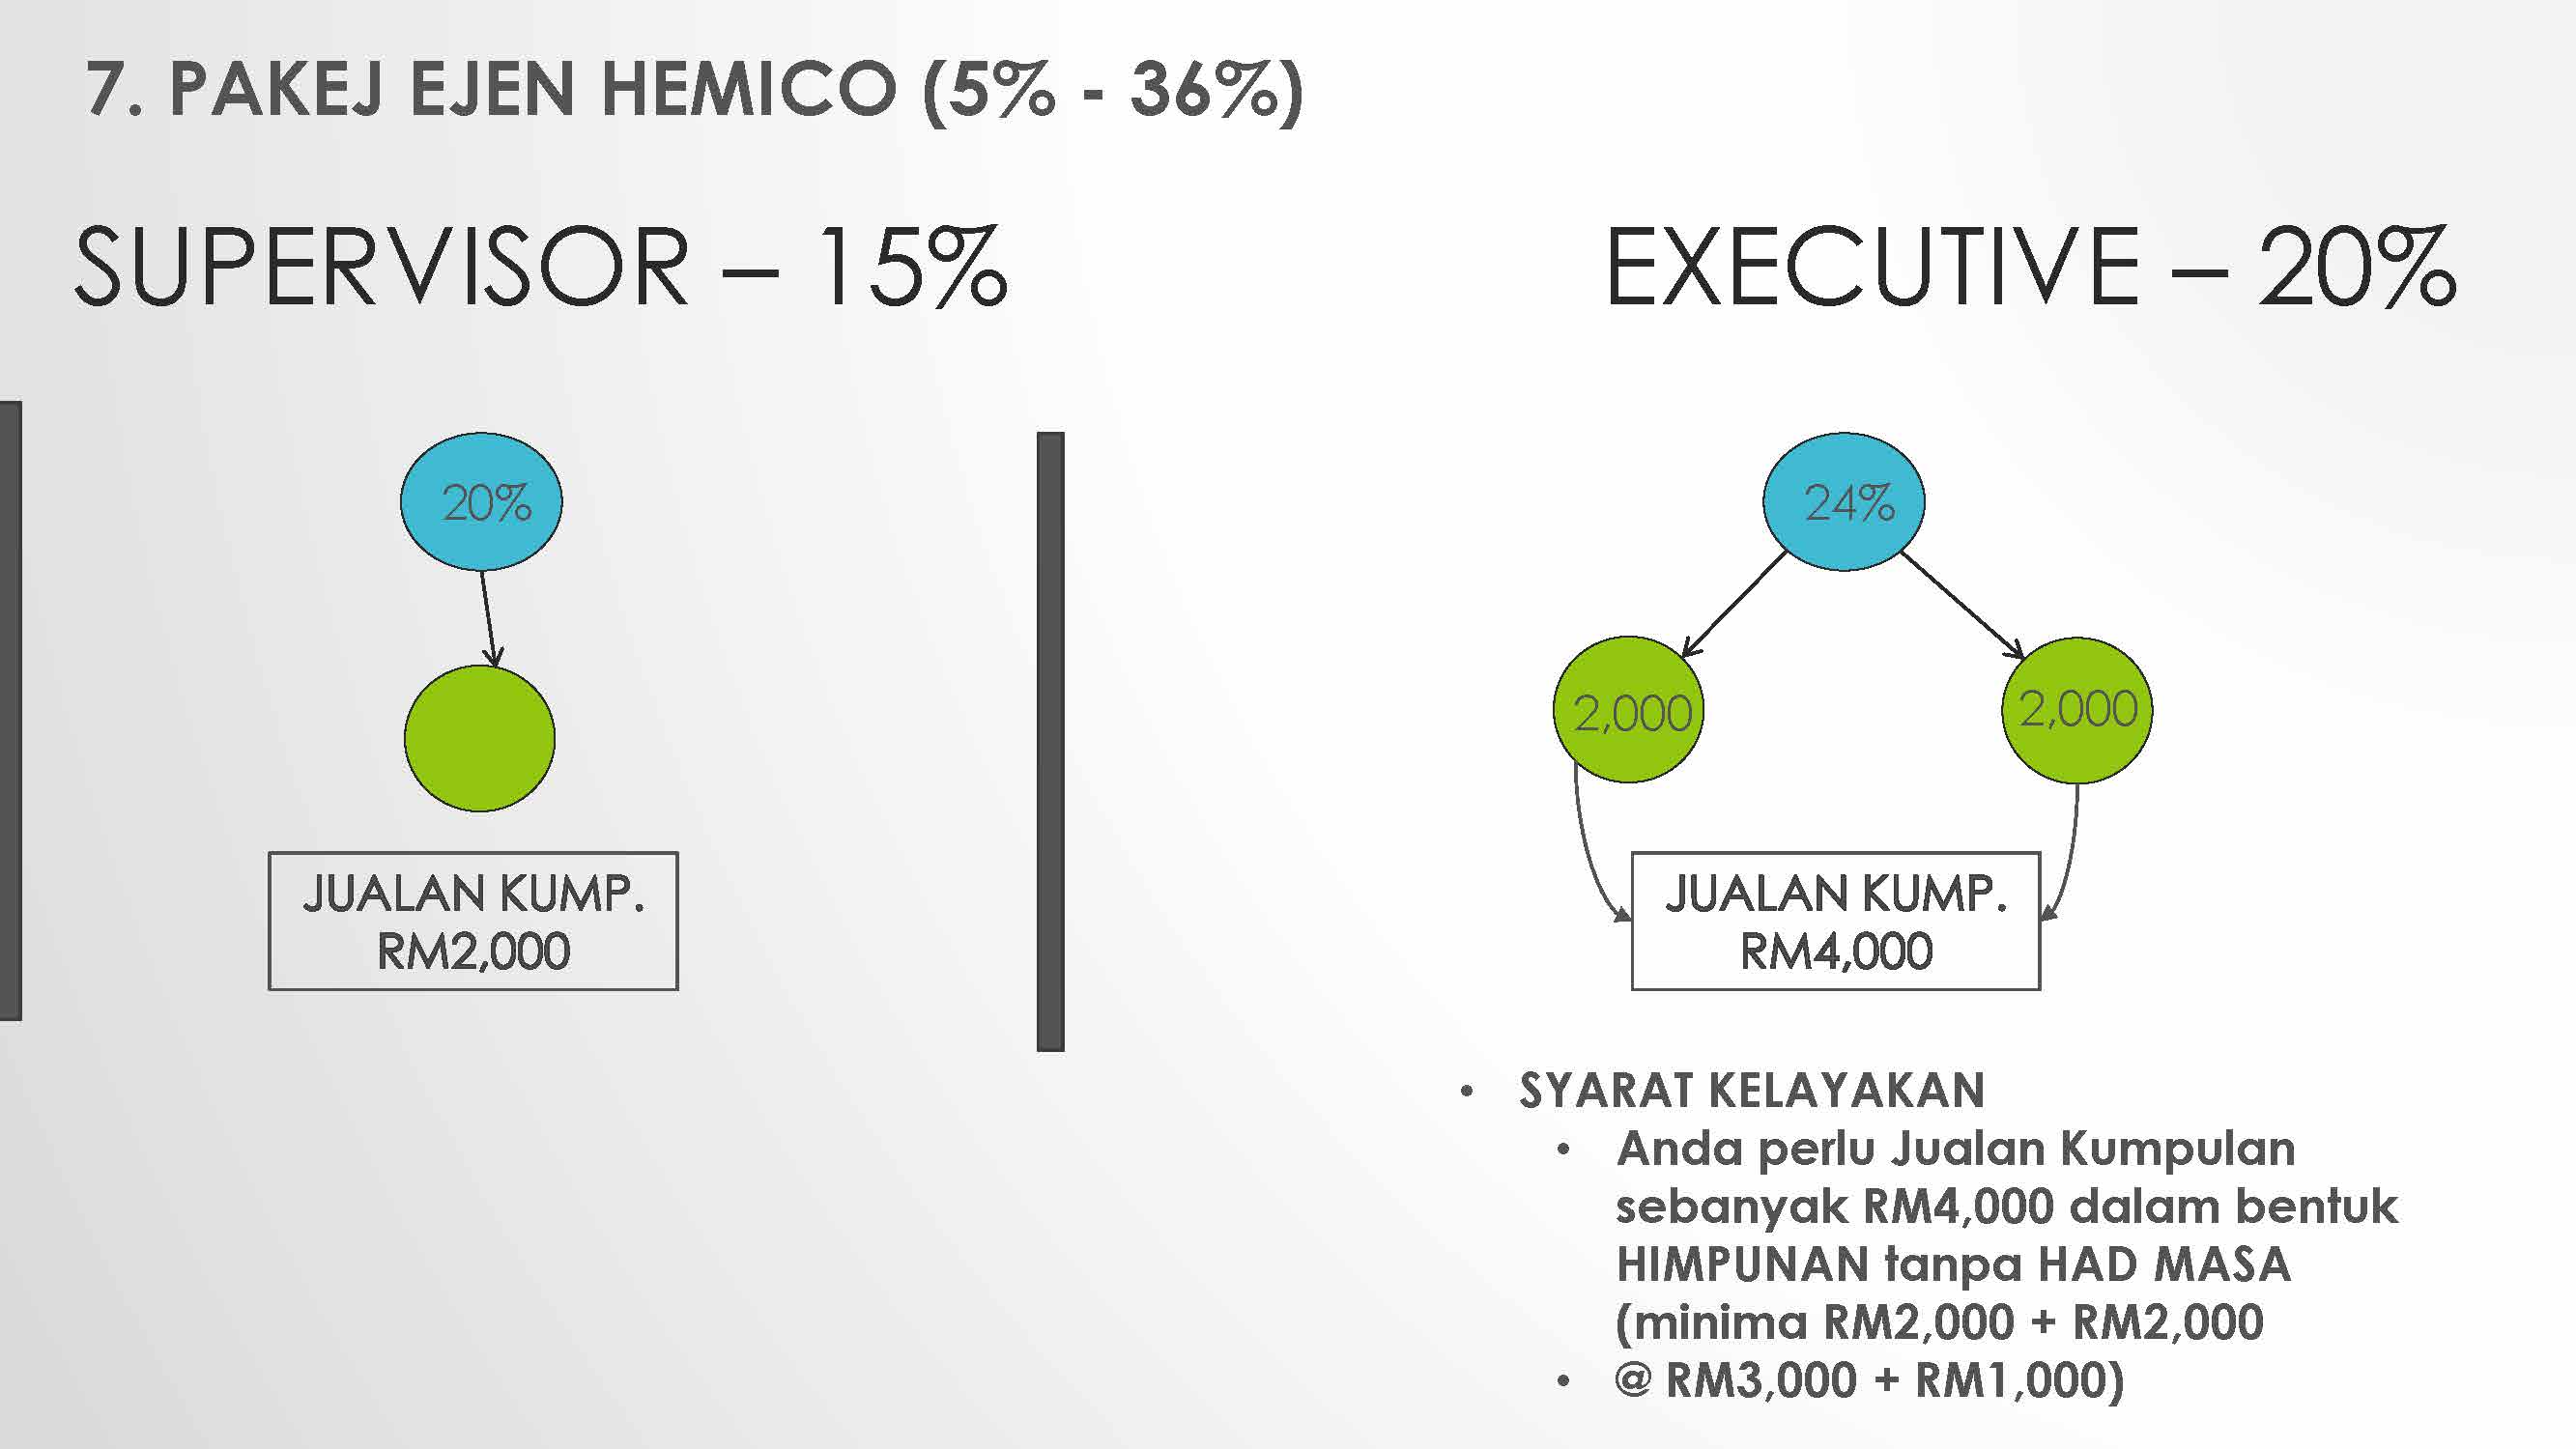 7. PAKEJ EJEN HEMICO (5% - 36%)
SUPERVISOR – 15%
20%
JUALAN KUMP.
RM2,000
EXECUTIVE – 20%
24%
2,000
2,000
JUALAN KUMP.
RM4,000
• SYARAT KELAYAKAN
• Anda perlu Jualan Kumpulan
sebanyak RM4,000 dalam bentuk
HIMPUNAN tanpa HAD MASA
(minima RM2,000 + RM2,000
• @ RM3,000 + RM1,000)